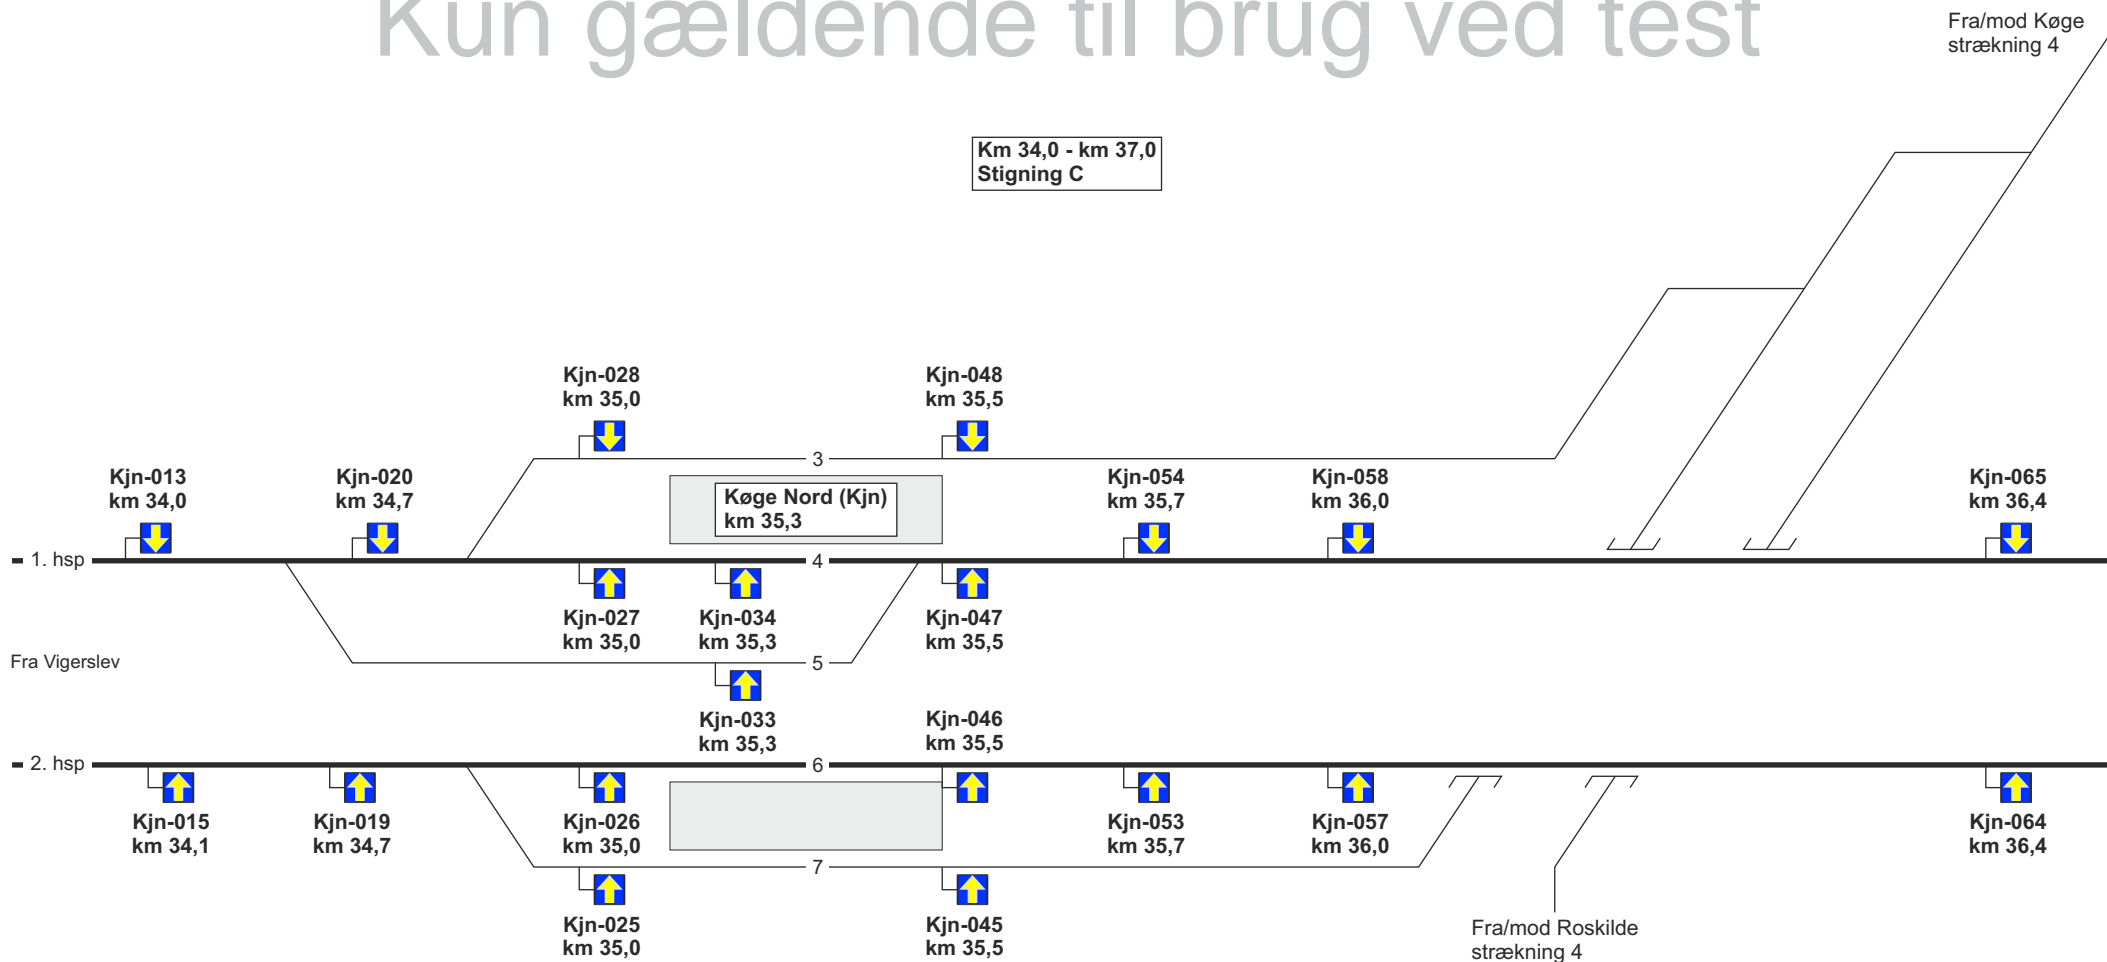 Kun gældende til brug ved test
Fra/mod Køge
strækning 4
Km 34,0 - km 37,0
Stigning C
Kjn-028
km 35,0
Kjn-048
km 35,5
3
Kjn-013
km 34,0
Kjn-020
km 34,7
Køge Nord (Kjn)
km 35,3
Kjn-054
km 35,7
Kjn-058
km 36,0
Kjn-065
km 36,4
1. hsp
4
Kjn-027
km 35,0
Kjn-034
km 35,3
Kjn-047
km 35,5
Fra Vigerslev
5
Kjn-033
km 35,3
Kjn-046
km 35,5
2. hsp
6
Kjn-015
km 34,1
Kjn-019
km 34,7
Kjn-026
km 35,0
Kjn-053
km 35,7
Kjn-057
km 36,0
Kjn-064
km 36,4
7
Kjn-025
km 35,0
Kjn-045
km 35,5
Fra/mod Roskilde
strækning 4